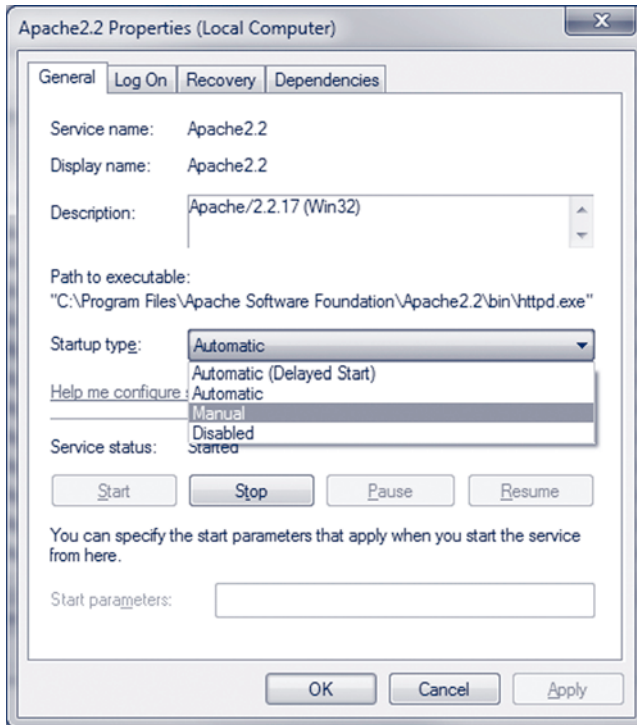 Apache2.2 Properties (Local Computer)
General Log On Recovery Dependencies
Service name: Apache2.2
Display name: Apache2.2
Description: Apache/2.2.17 (Win32)
Path to executable:
"C:\Program Files\Apache Software Foundation\Apache2.2\bin\httpd.exe"
Startup type: Automatic
Automatic (Delayed Start)
Help me configure Automatic
Manual
Disabled
Service status: Started
Start Stop Pause Resume
You can specify the start parameters that apply when you start the service
from here.
Start parameters:
OK Cancel Apply